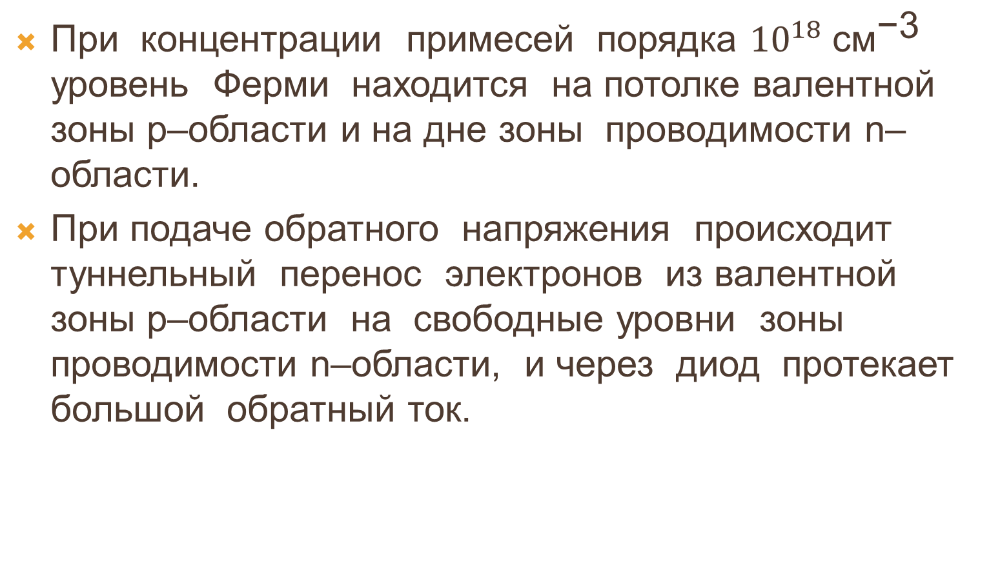 При концентрации примесей порядка 10¹⁸ см⁻³
уровень Ферми находится на потолке валентной
зоны p–области и на дне зоны проводимости n–
области.
При подаче обратного напряжения происходит
туннельный перенос электронов из валентной
зоны p–области на свободные уровни зоны
проводимости n–области, и через диод протекает
большой обратный ток.